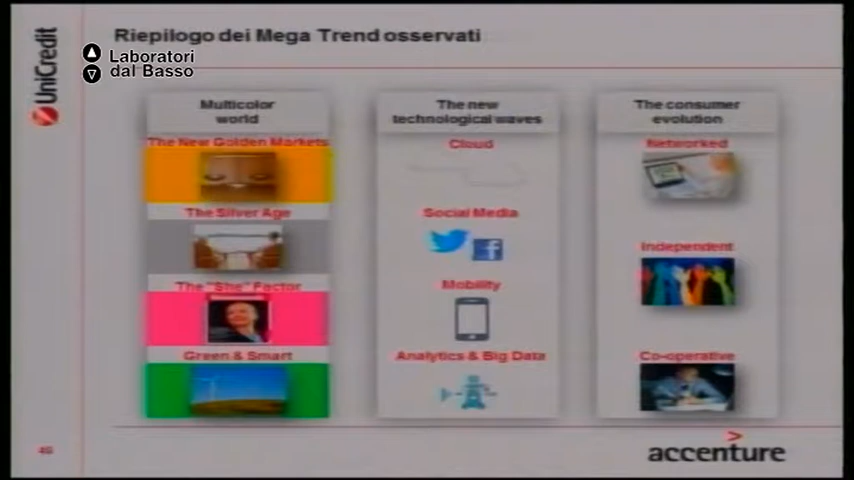 Riepilogo dei Mega Trend osservati
UniCredit
Laboratori
dal Basso
Multicolor
world
The New Golden Markets
The Silver Age
The "She" Factor
Green & Smart
The new
technological waves
Cloud
Social Media
Mobility
Analytics & Big Data
The consumer
evolution
Networked
Independent
Co-operative
46
accenture